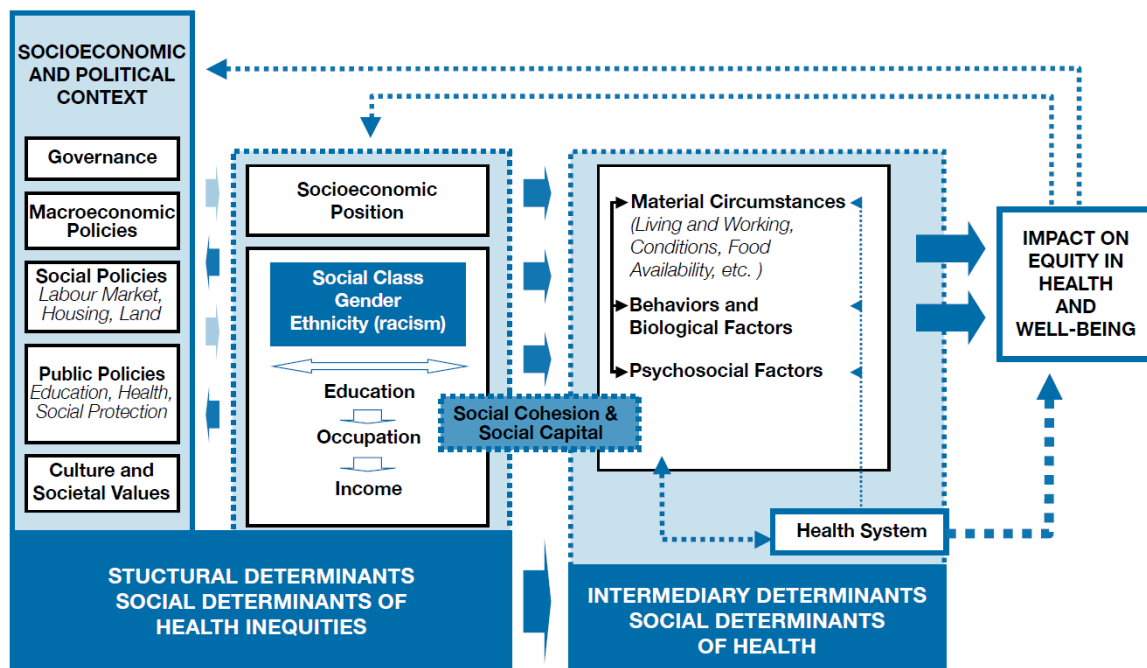 SOCIOECONOMIC
AND POLITICAL
CONTEXT
Governance
Macroeconomic
Policies
Social Policies
Labour Market,
Housing, Land
Public Policies
Education, Health,
Social Protection
Culture and
Societal Values
Socioeconomic
Position
Social Class
Gender
Ethnicity (racism)
Education
Occupation
Income
Social Cohesion &
Social Capital
Material Circumstances
(Living and Working,
Conditions, Food
Availability, etc. )
Behaviors and
Biological Factors
Psychosocial Factors
Health System
IMPACT ON
EQUITY IN
HEALTH
AND
WELL-BEING
STUCTURAL DETERMINANTS
SOCIAL DETERMINANTS OF
HEALTH INEQUITIES
INTERMEDIARY DETERMINANTS
SOCIAL DETERMINANTS
OF HEALTH